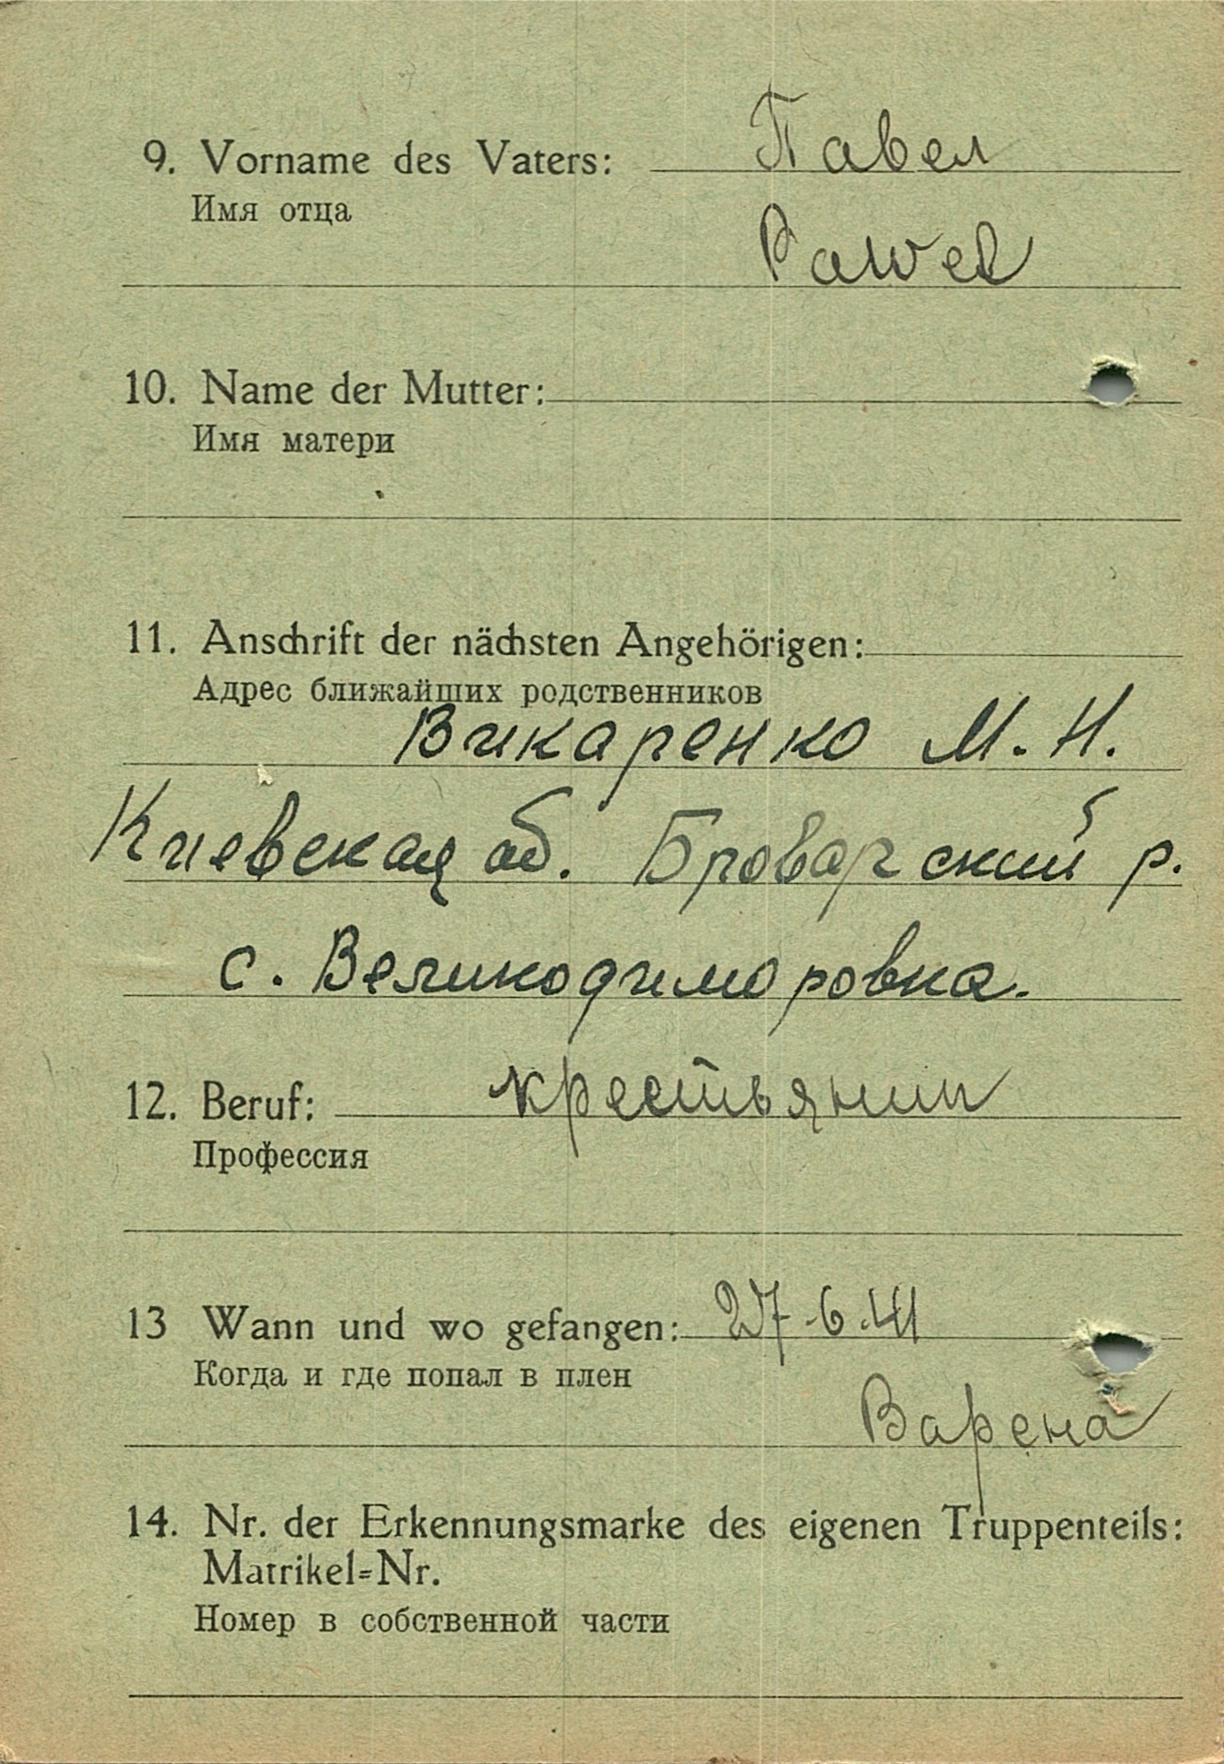 9. Vorname des Vaters: Павел
Имя отца
Pawel
10. Name der Mutter:
Имя матери
11. Anschrift der nächsten Angehörigen:
Адрес ближайших родственников
Викаренко М. Н.
Киевская об. Броварский р.
с. Великодимировка.
12. Beruf: крестьянин
Профессия
13 Wann und wo gefangen: 27.6.41
Когда и где попал в плен
Варена
14. Nr. der Erkennungsmarke des eigenen Truppenteils:
Matrikel=Nr.
Номер в собственной части